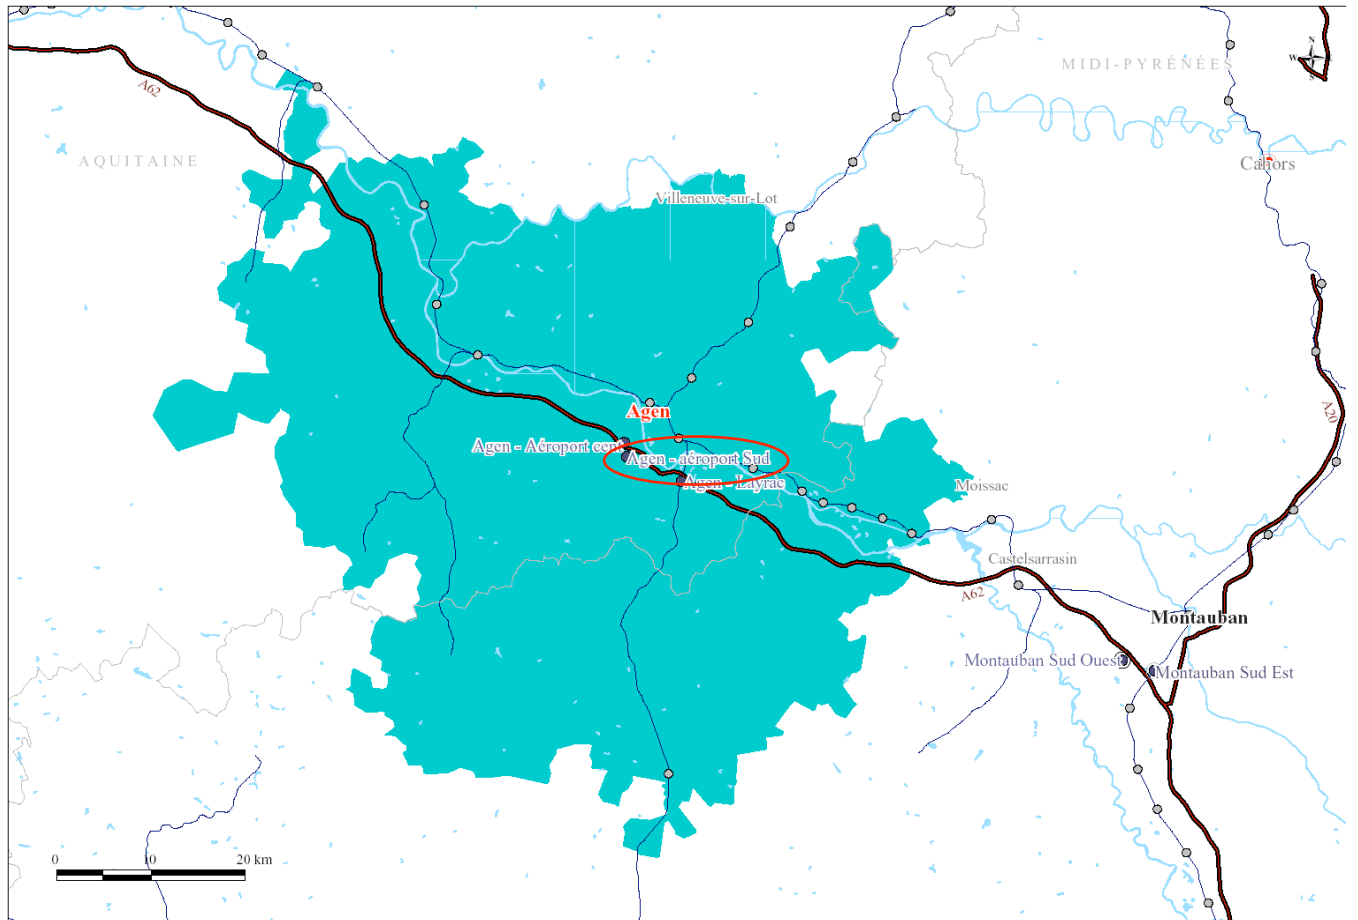 N
W E
S
MIDI-PYRÉNÉES
A62
AQUITAINE
Cahors
Villeneuve-sur-Lot
Agen
A20
Agen - Aéroport cent
Agen - aéroport Sud
Agen - Layrac
Moissac
Castelsarrasin
A62
Montauban
Montauban Sud Ouest
Montauban Sud Est
0 10 20 km